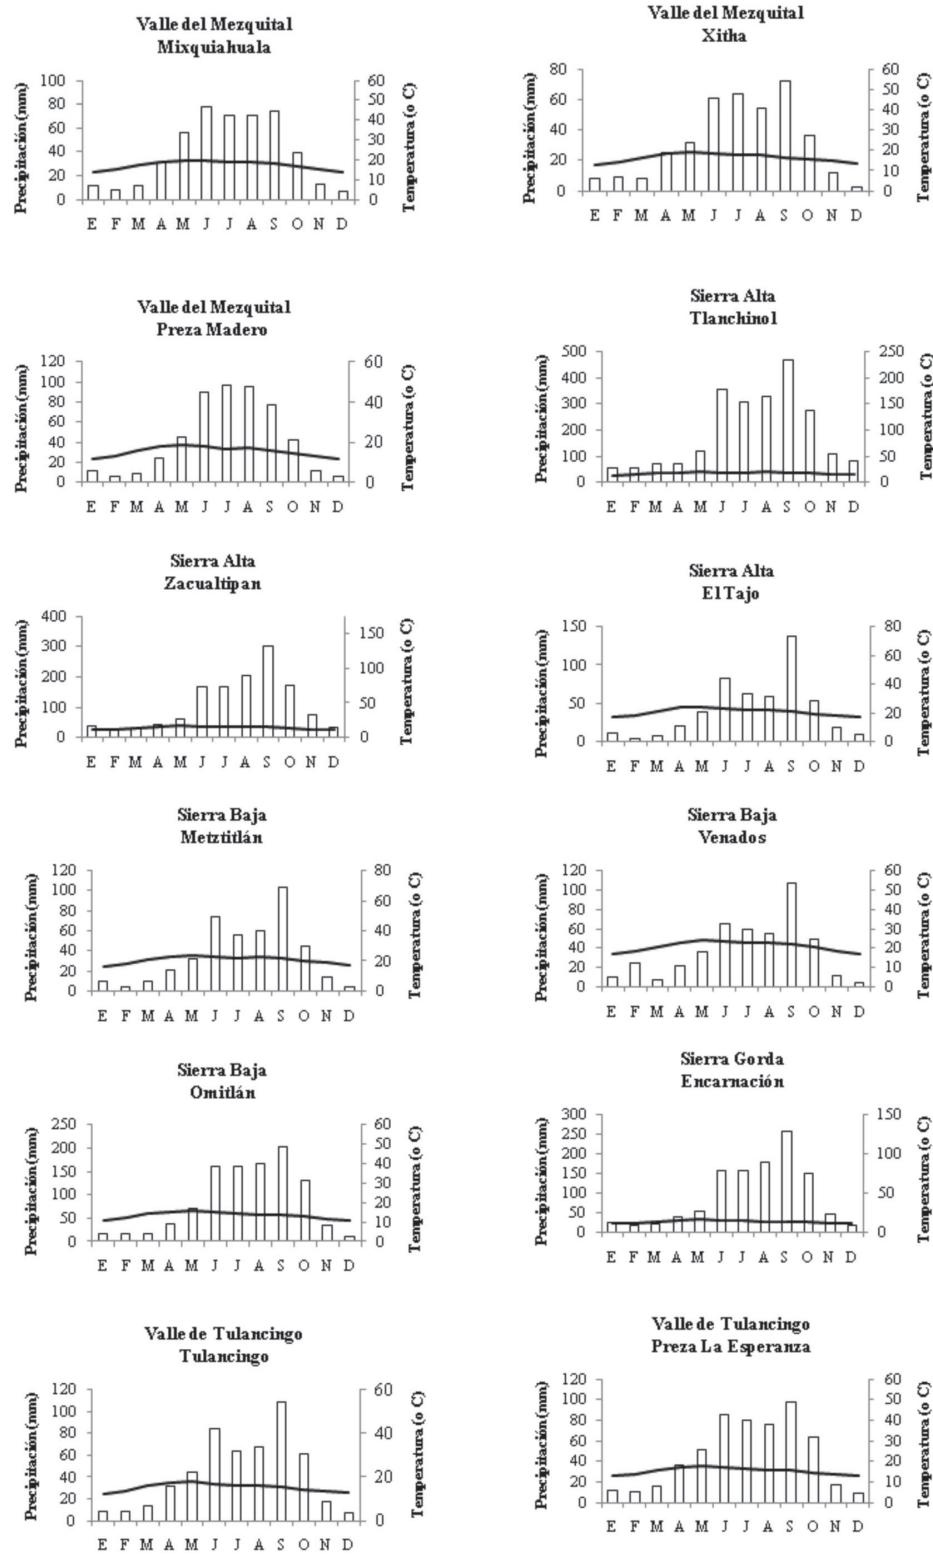 Valle del Mezquital
Mixquiahuala
Precipitación (mm)
100
80
60
40
20
0
60
50
40
30
20
10
0
Temperatura (o C)
E F M A M J J A S O N D
Valle del Mezquital
Xitha
Precipitación (mm)
80
60
40
20
0
60
50
40
30
20
10
0
Temperatura (o C)
E F M A M J J A S O N D
Valle del Mezquital
Preza Madero
Precipitación (mm)
120
100
80
60
40
20
0
60
40
20
0
Temperatura (o C)
E F M A M J J A S O N D
Sierra Alta
Tlanchinol
Precipitación (mm)
500
400
300
200
100
0
250
200
150
100
50
0
Temperatura (o C)
E F M A M J J A S O N D
Sierra Alta
Zacualtipan
Precipitación (mm)
400
300
200
100
0
150
100
50
0
Temperatura (o C)
E F M A M J J A S O N D
Sierra Alta
El Tajo
Precipitación (mm)
150
100
50
0
80
60
40
20
0
Temperatura (o C)
E F M A M J J A S O N D
Sierra Baja
Metztitlán
Precipitación (mm)
120
100
80
60
40
20
0
80
60
40
20
0
Temperatura (o C)
E F M A M J J A S O N D
Sierra Baja
Venados
Precipitación (mm)
120
100
80
60
40
20
0
60
50
40
30
20
10
0
Temperatura (o C)
E F M A M J J A S O N D
Sierra Baja
Omitlán
Precipitación (mm)
250
200
150
100
50
0
60
50
40
30
20
10
0
Temperatura (o C)
E F M A M J J A S O N D
Sierra Gorda
Encarnación
Precipitación (mm)
300
250
200
150
100
50
0
150
100
50
0
Temperatura (o C)
E F M A M J J A S O N D
Valle de Tulancingo
Tulancingo
Precipitación (mm)
120
100
80
60
40
20
0
60
40
20
0
Temperatura (o C)
E F M A M J J A S O N D
Valle de Tulancingo
Preza La Esperanza
Precipitación (mm)
120
100
80
60
40
20
0
60
50
40
30
20
10
0
Temperatura (o C)
E F M A M J J A S O N D